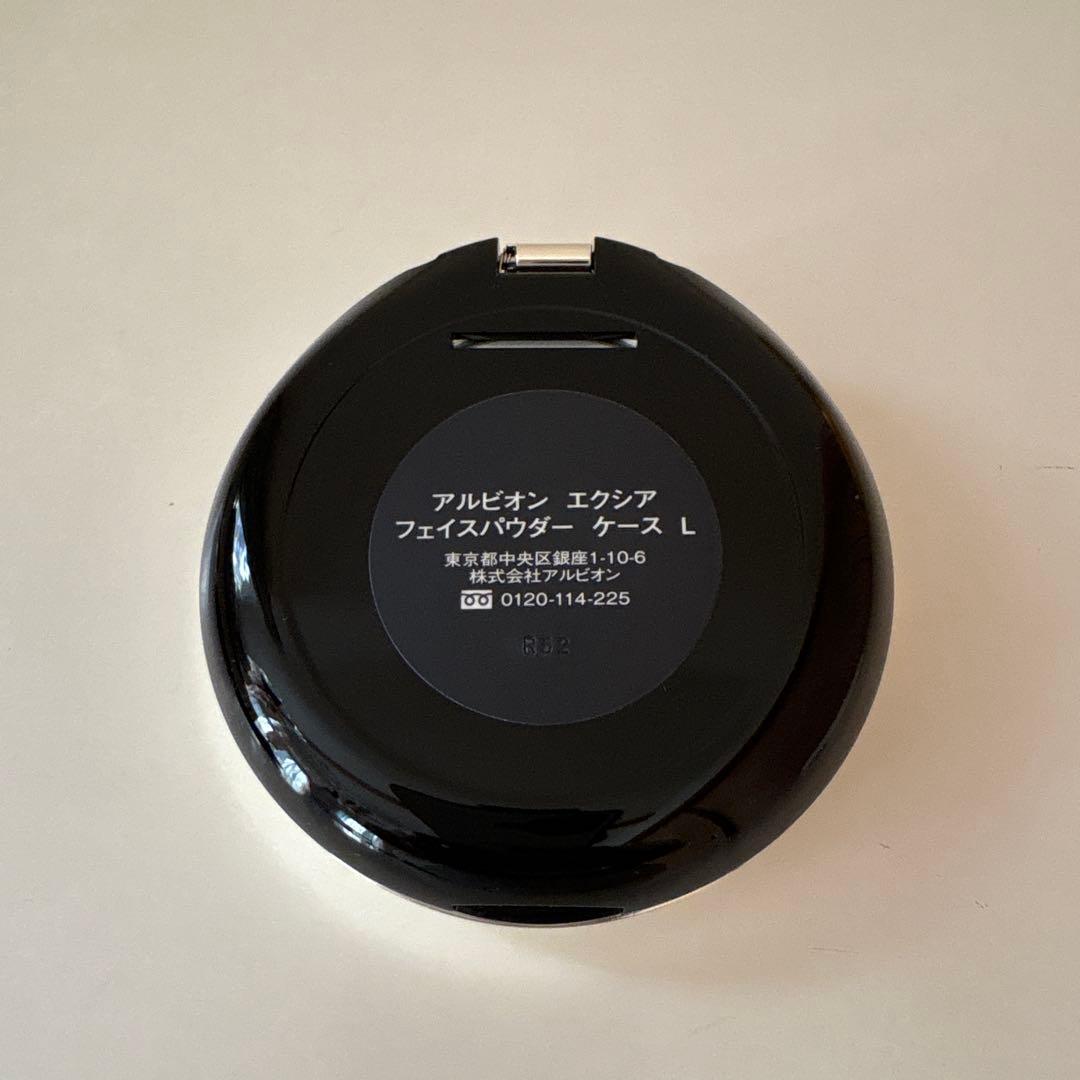 アルビオン エクシア
フェイスパウダー ケース L
東京都中央区銀座1-10-6
株式会社アルビオン
0120-114-225